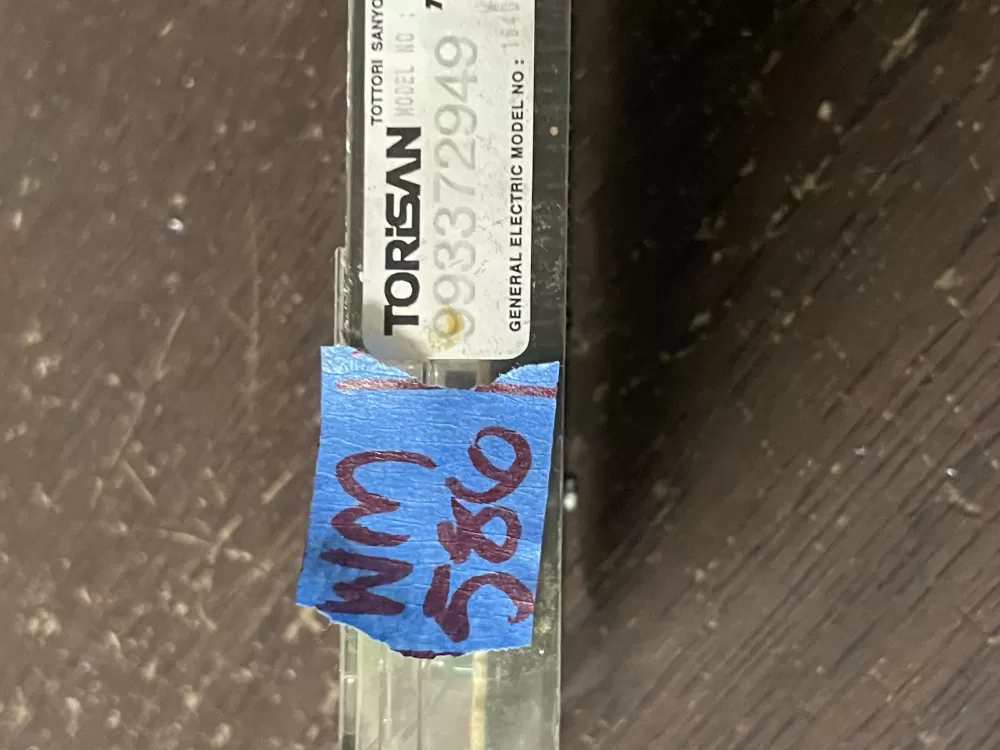 TOTTORI SANYO
TORiSAN MODEL NO :
993372949
GENERAL ELECTRIC MODEL NO :
WM
586